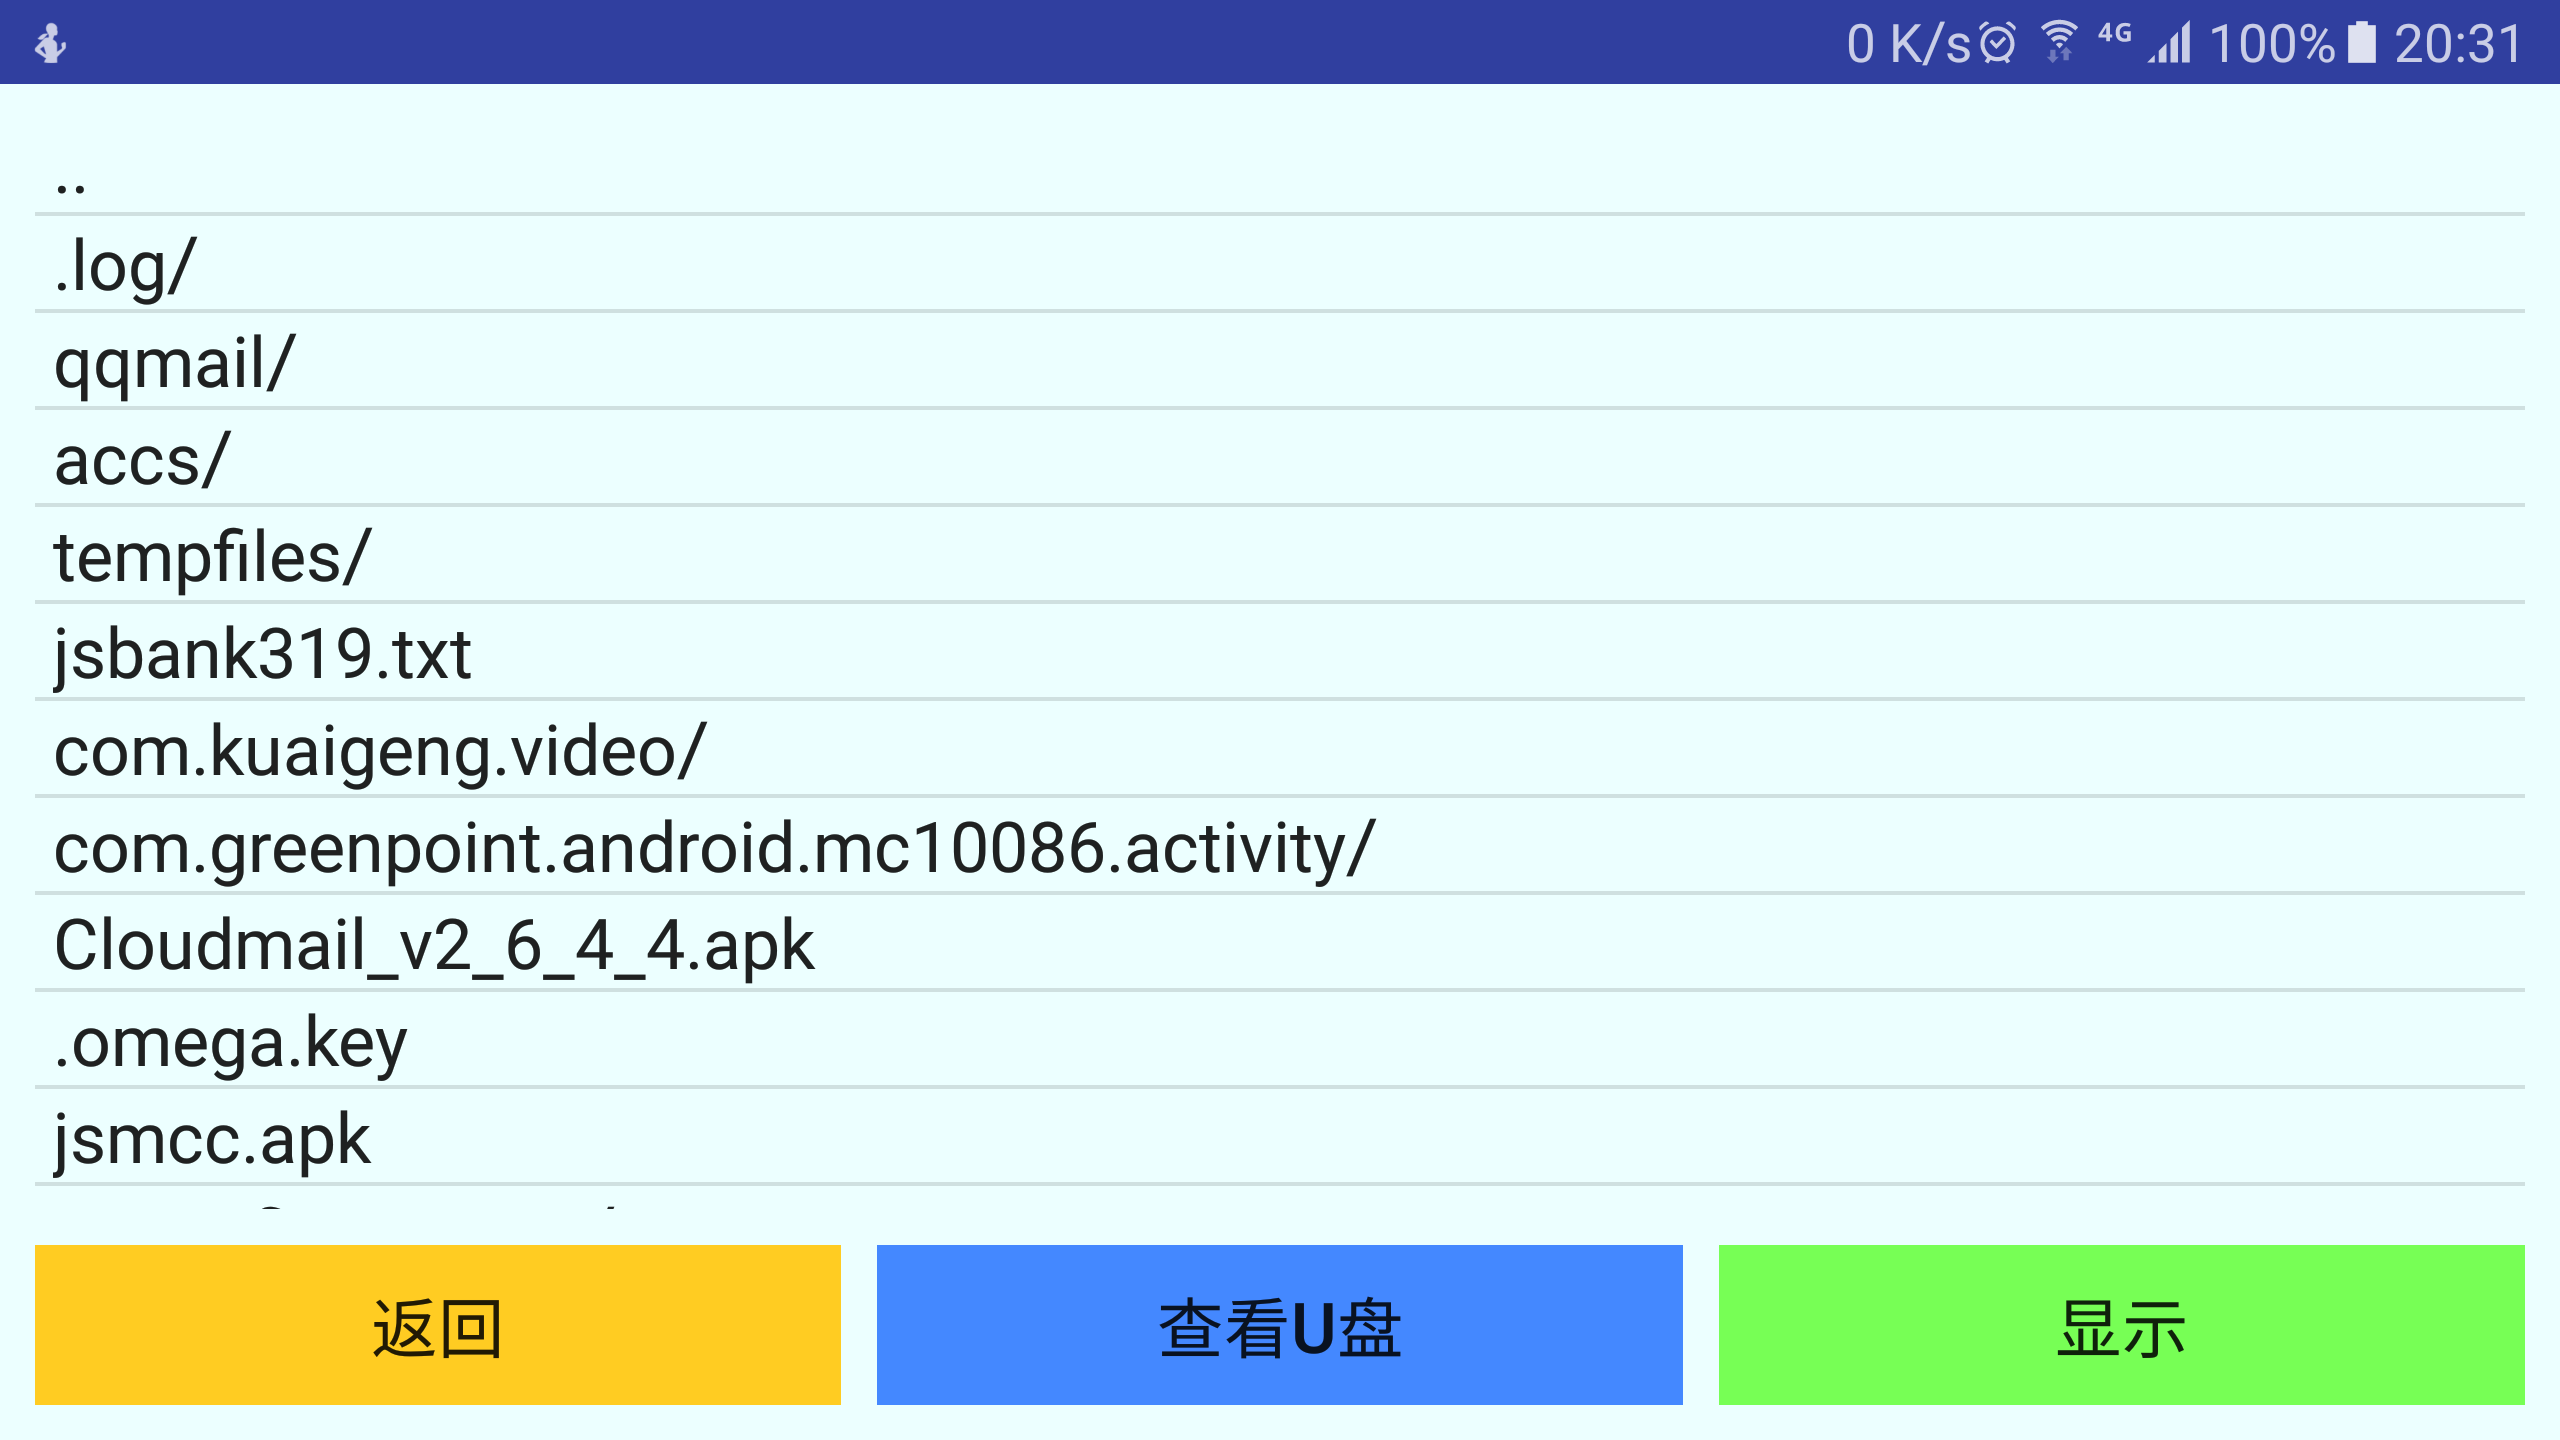 0 K/s 4G 100% 20:31
..
.log/
qqmail/
accs/
tempfiles/
jsbank319.txt
com.kuaigeng.video/
com.greenpoint.android.mc10086.activity/
Cloudmail_v2_6_4_4.apk
.omega.key
jsmcc.apk
返回 查看U盘 显示